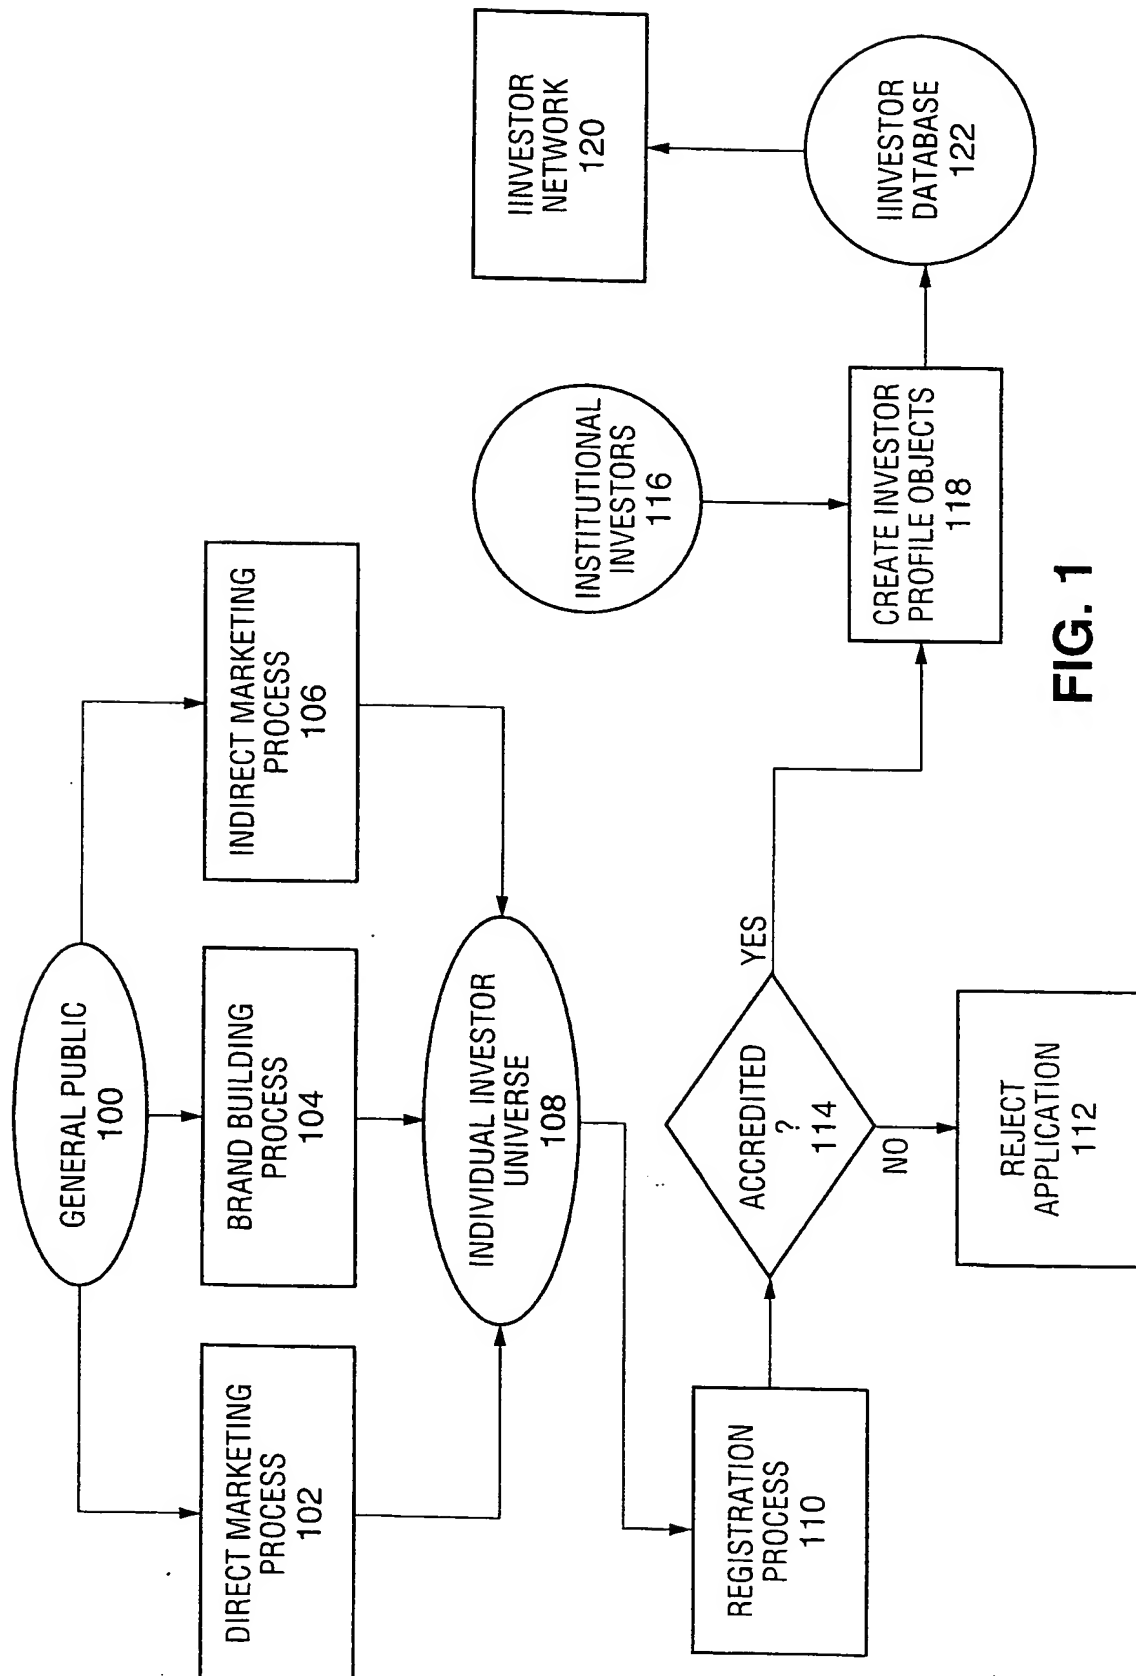 GENERAL PUBLIC
100
DIRECT MARKETING
PROCESS
102
BRAND BUILDING
PROCESS
104
INDIRECT MARKETING
PROCESS
106
INDIVIDUAL INVESTOR
UNIVERSE
108
REGISTRATION
PROCESS
110
ACCREDITED
?
114
YES
NO
REJECT
APPLICATION
112
INSTITUTIONAL
INVESTORS
116
CREATE INVESTOR
PROFILE OBJECTS
118
IINVESTOR
DATABASE
122
IINVESTOR
NETWORK
120
FIG. 1